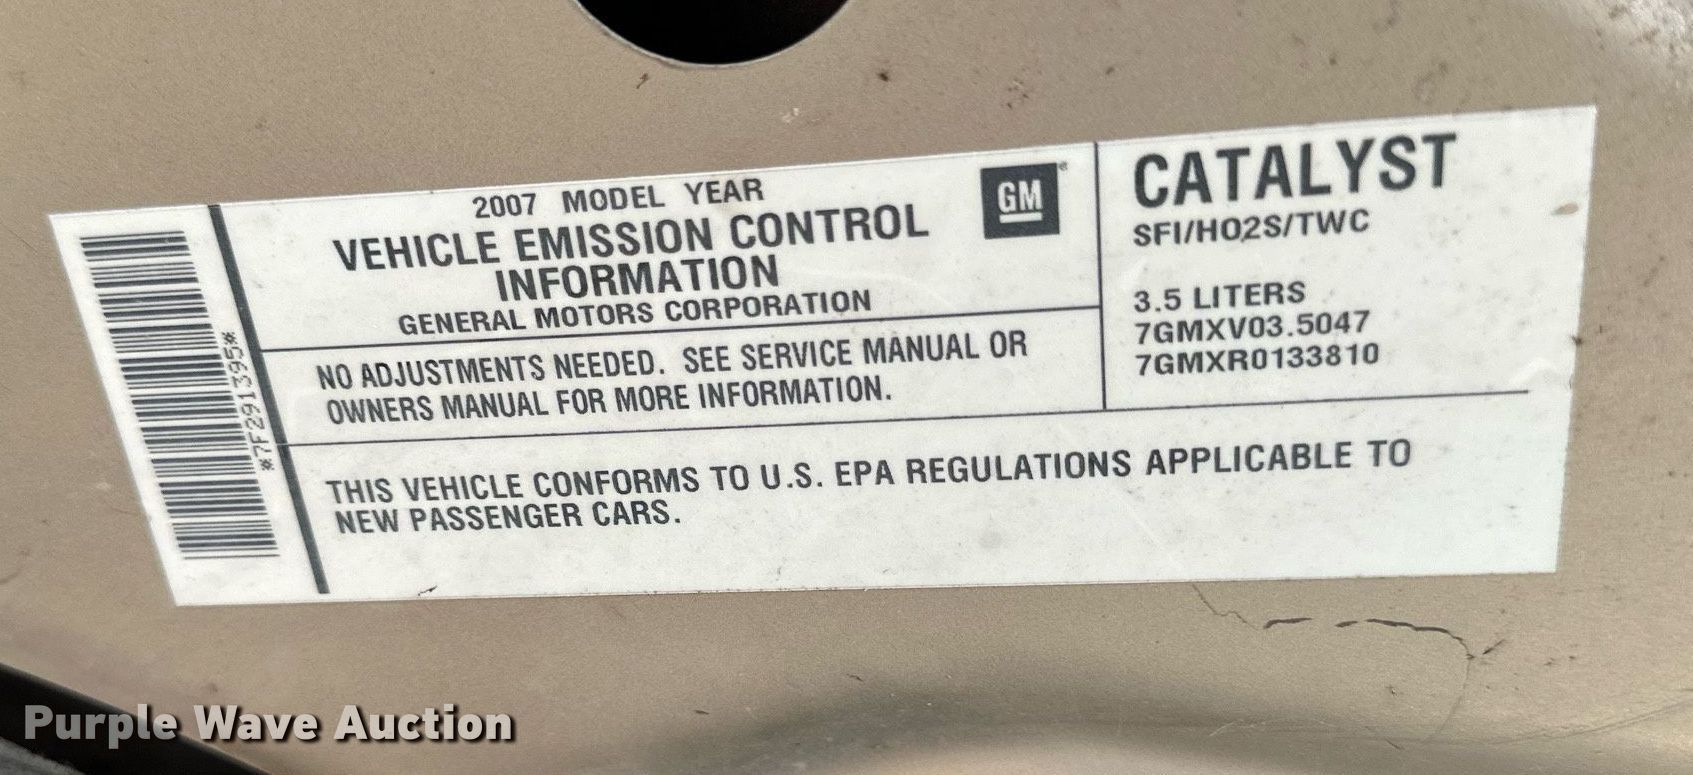 2007 MODEL YEAR
VEHICLE EMISSION CONTROL
INFORMATION
GENERAL MOTORS CORPORATION
GM
CATALYST
SFI/HO2S/TWC
3.5 LITERS
7GMXV03.5047
7GMXR0133810
NO ADJUSTMENTS NEEDED. SEE SERVICE MANUAL OR
OWNERS MANUAL FOR MORE INFORMATION.
THIS VEHICLE CONFORMS TO U.S. EPA REGULATIONS APPLICABLE TO
NEW PASSENGER CARS.
*7F291395*
Purple Wave Auction